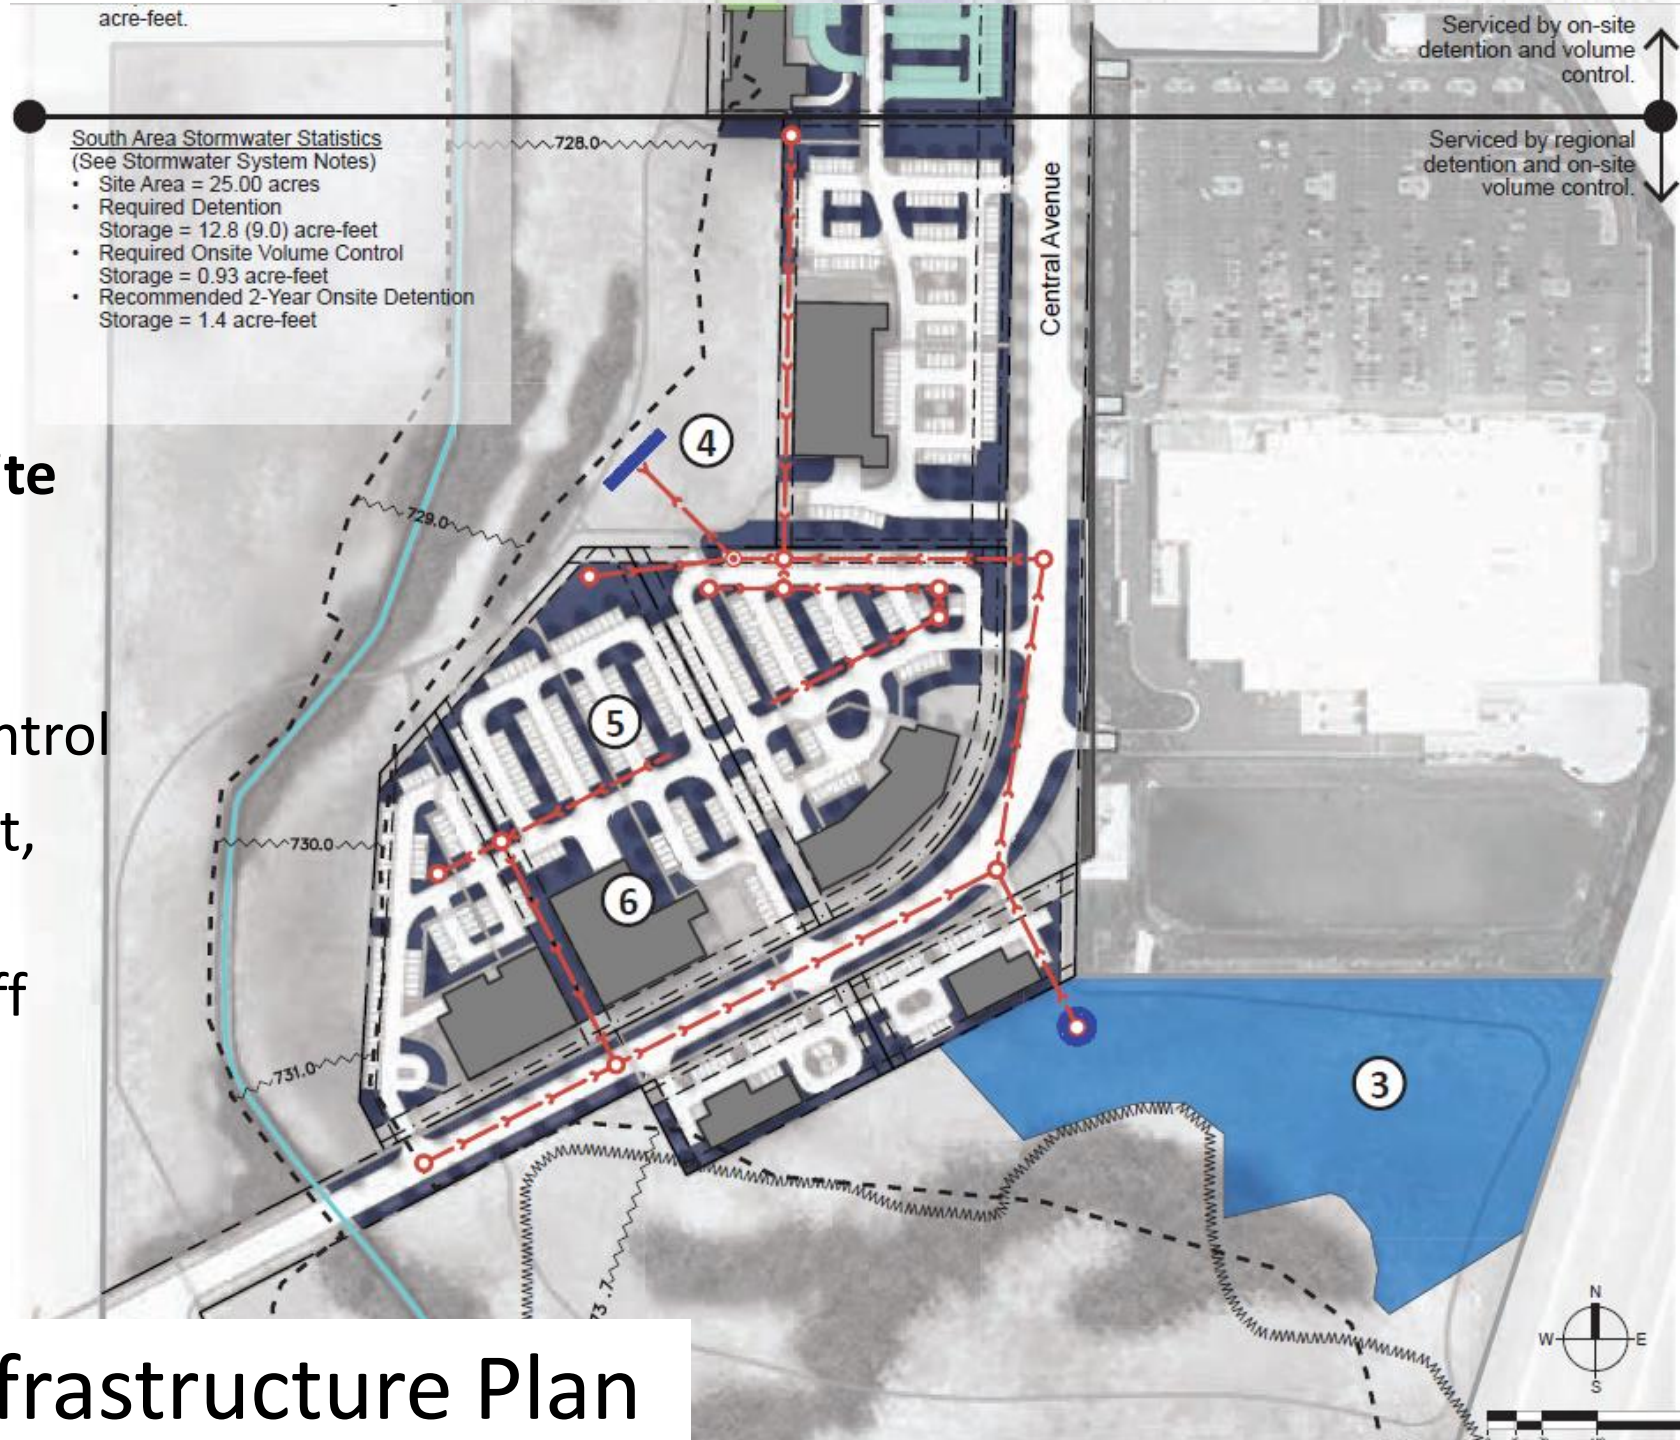 acre-feet.
Serviced by on-site
detention and volume
control.
South Area Stormwater Statistics
(See Stormwater System Notes)
• Site Area = 25.00 acres
• Required Detention
Storage = 12.8 (9.0) acre-feet
• Required Onsite Volume Control
Storage = 0.93 acre-feet
• Recommended 2-Year Onsite Detention
Storage = 1.4 acre-feet
728.0
Serviced by regional
detention and on-site
volume control.
Central Avenue
4
ite
729.0
5
ntrol
t,
730.0
6
ff
731.0
3
73.7
N
W E
S
frastructure Plan